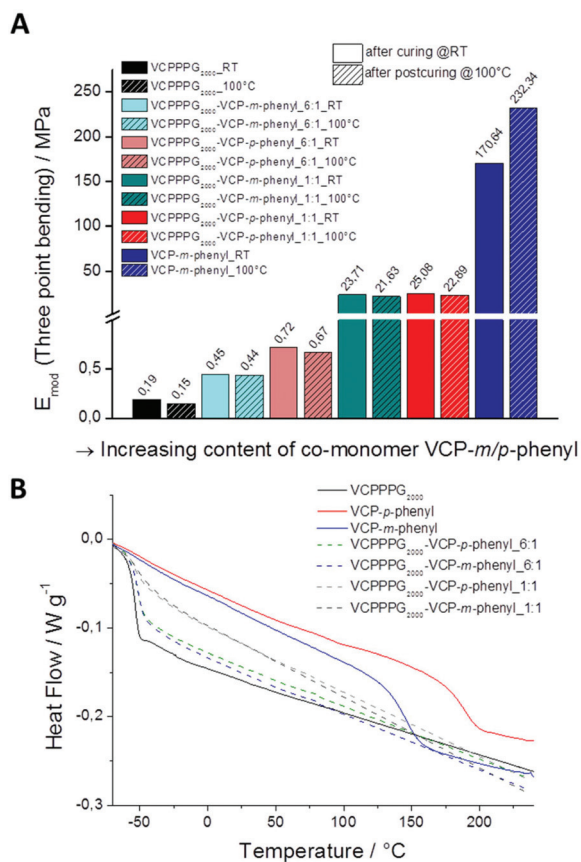 A
VCPPPG2000_RT
VCPPPG2000_100°C
VCPPPG2000-VCP-m-phenyl_6:1_RT
VCPPPG2000-VCP-m-phenyl_6:1_100°C
VCPPPG2000-VCP-p-phenyl_6:1_RT
VCPPPG2000-VCP-p-phenyl_6:1_100°C
VCPPPG2000-VCP-m-phenyl_1:1_RT
VCPPPG2000-VCP-m-phenyl_1:1_100°C
VCPPPG2000-VCP-p-phenyl_1:1_RT
VCPPPG2000-VCP-p-phenyl_1:1_100°C
VCP-m-phenyl_RT
VCP-m-phenyl_100°C
after curing @RT
after postcuring @100°C
Emod (Three point bending) / MPa
250
200
150
100
50
0,5
0,0
0,19
0,15
0,45
0,44
0,72
0,67
23,71
21,63
25,08
22,89
170,64
232,34
→ Increasing content of co-monomer VCP-m/p-phenyl
B
VCPPPG2000
VCP-p-phenyl
VCP-m-phenyl
VCPPPG2000-VCP-p-phenyl_6:1
VCPPPG2000-VCP-m-phenyl_6:1
VCPPPG2000-VCP-p-phenyl_1:1
VCPPPG2000-VCP-m-phenyl_1:1
Heat Flow / W g-1
0,0
-0,1
-0,2
-0,3
-50
0
50
100
150
200
Temperature / °C